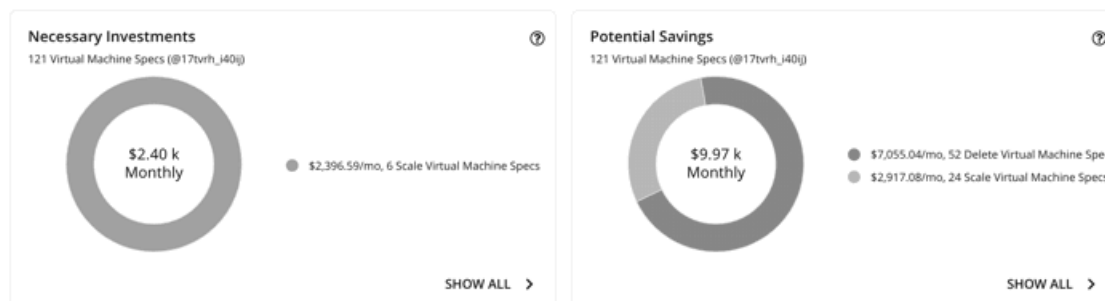 Necessary Investments
121 Virtual Machine Specs (@17tvrh_i40ij)
$2.40 k
Monthly
$2,396.59/mo, 6 Scale Virtual Machine Specs
SHOW ALL
Potential Savings
121 Virtual Machine Specs (@17tvrh_i40ij)
$9.97 k
Monthly
$7,055.04/mo, 52 Delete Virtual Machine Spe
$2,917.08/mo, 24 Scale Virtual Machine Specs
SHOW ALL